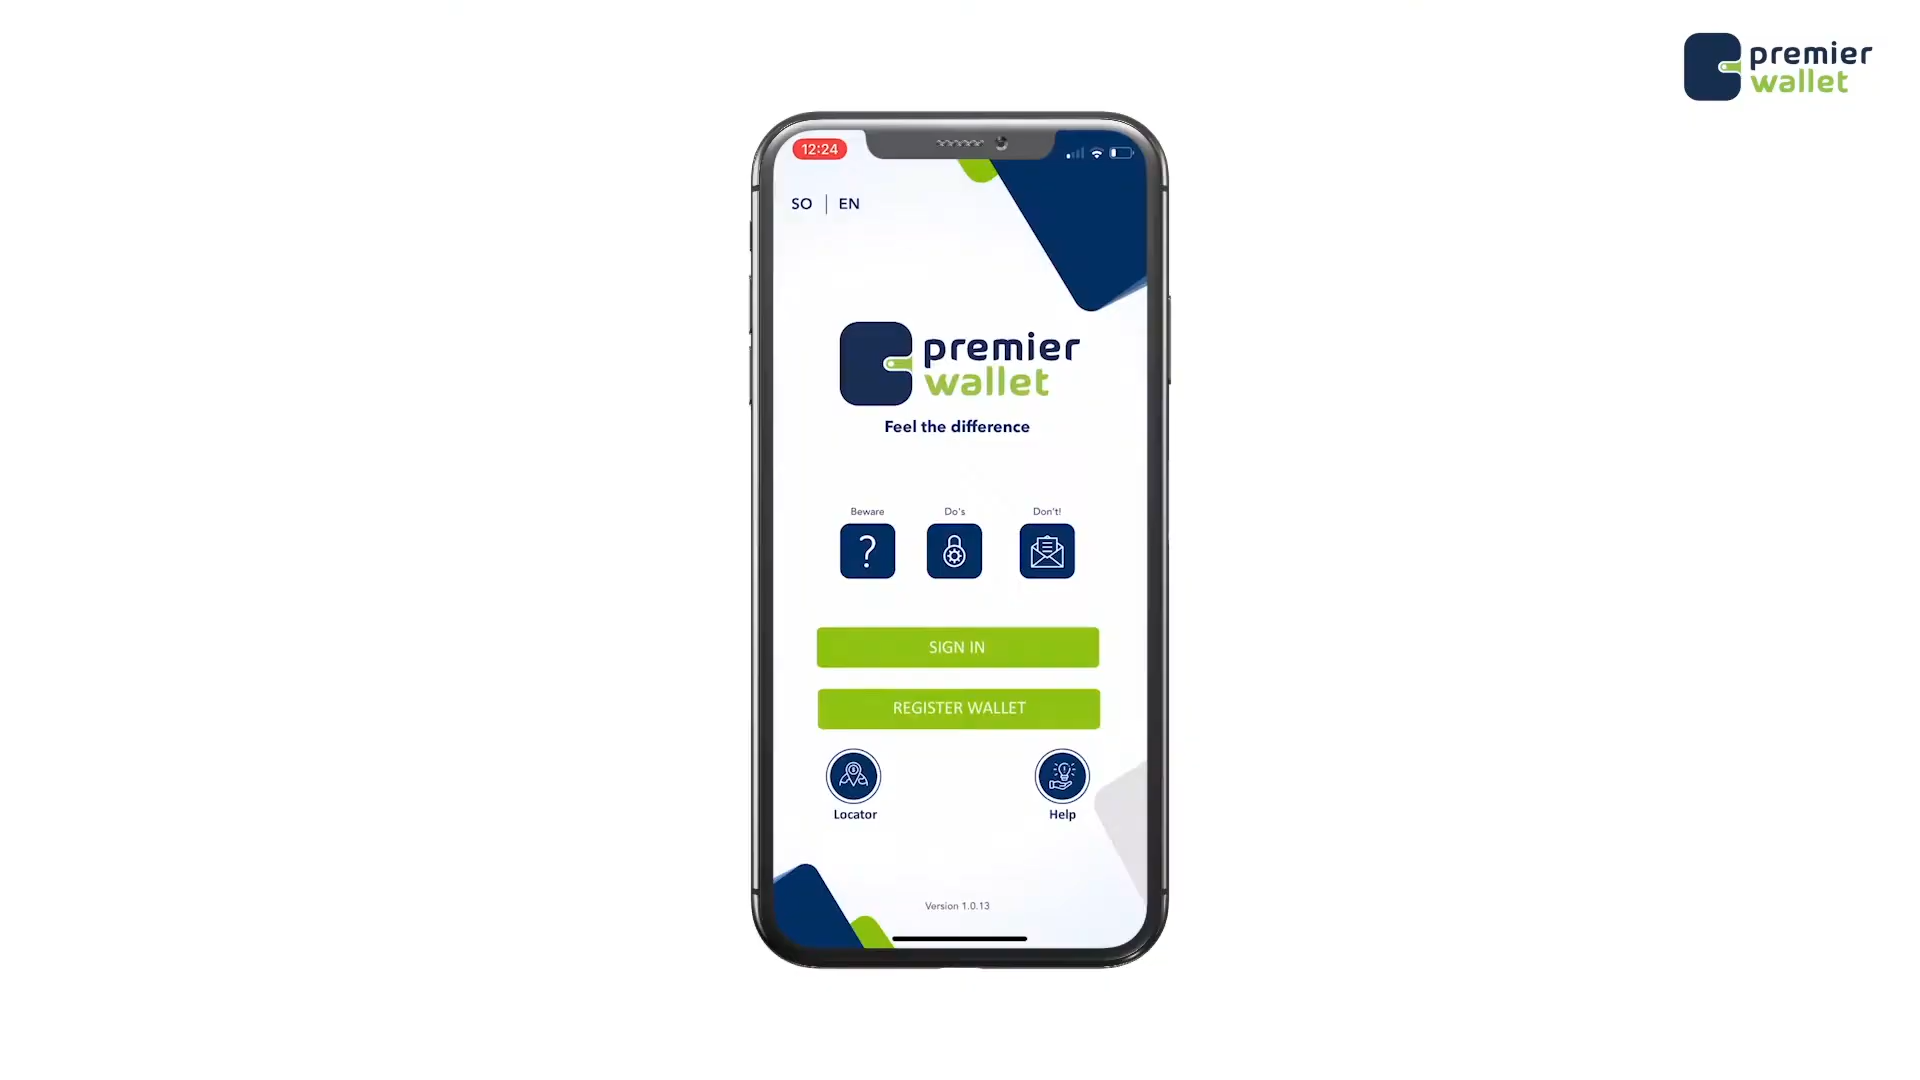 premier
wallet
12:24
SO | EN
premier
wallet
Feel the difference
Beware
Do's
Don't!
?
SIGN IN
REGISTER WALLET
Locator
Help
Version 1.0.13